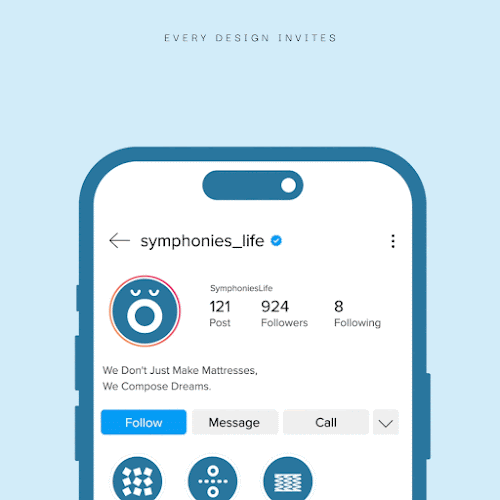 EVERY DESIGN INVITES
symphonies_life
SymphoniesLife
121 924 8
Post Followers Following
We Don't Just Make Mattresses,
We Compose Dreams.
Follow Message Call